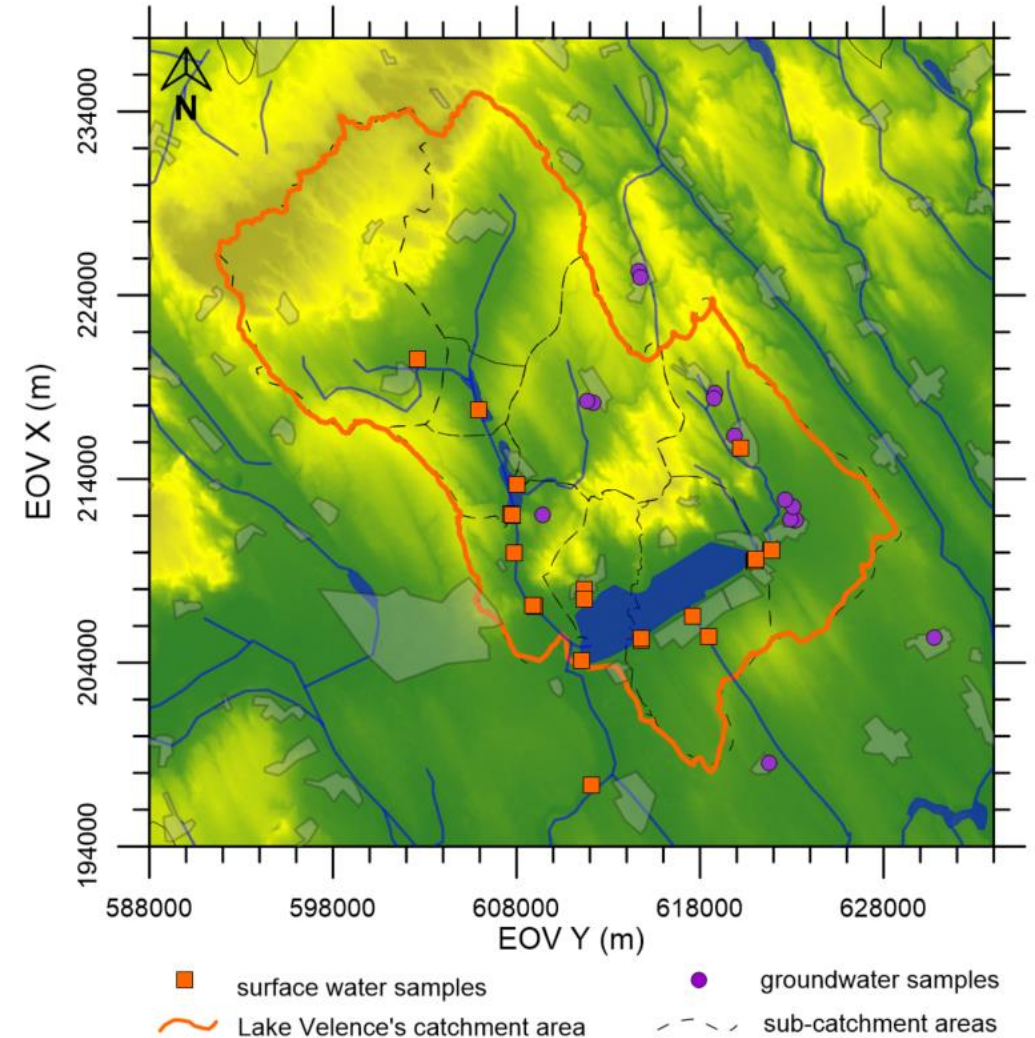 N
234000
224000
214000
204000
194000
EOV X (m)
588000 598000 608000 618000 628000
EOV Y (m)
surface water samples
groundwater samples
Lake Velence's catchment area
sub-catchment areas